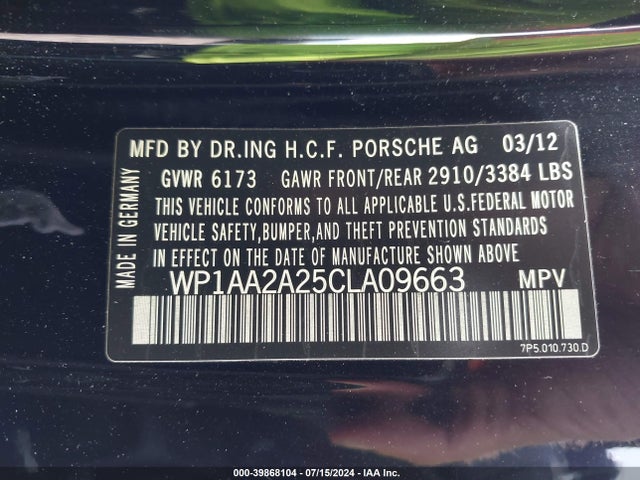 MFD BY DR.ING H.C.F. PORSCHE AG 03/12
GVWR 6173 GAWR FRONT/REAR 2910/3384 LBS
THIS VEHICLE CONFORMS TO ALL APPLICABLE U.S.FEDERAL MOTOR
VEHICLE SAFETY,BUMPER,AND THEFT PREVENTION STANDARDS
IN EFFECT ON THE DATE OF MANUFACTURE SHOWN ABOVE
WP1AA2A25CLA09663 MPV
7P5.010.730.D
MADE IN GERMANY
000-39868104 - 07/15/2024 - IAA Inc.